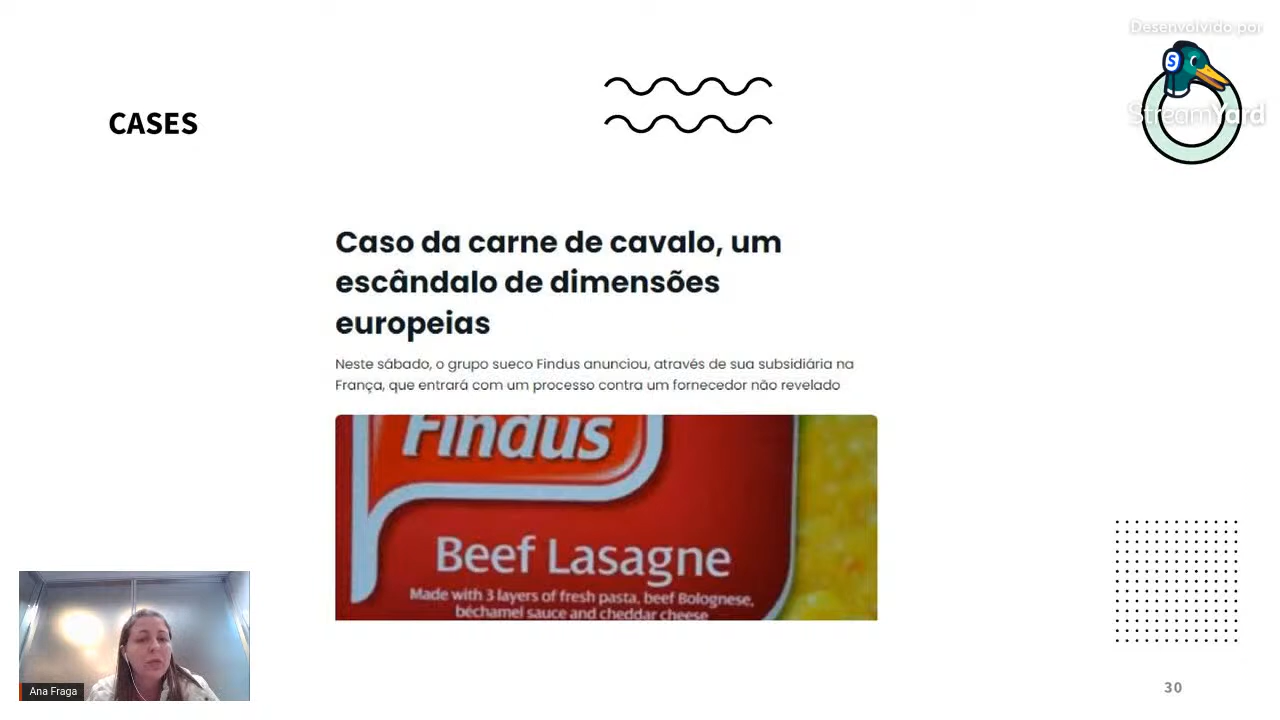 Desenvolvido por
S
StreamYard
CASES
Caso da carne de cavalo, um
escândalo de dimensões
europeias
Neste sábado, o grupo sueco Findus anunciou, através de sua subsidiária na
França, que entrará com um processo contra um fornecedor não revelado
Findus
Beef Lasagne
Made with 3 layers of fresh pasta, beef Bolognese,
béchamel sauce and cheddar cheese
Ana Fraga
30